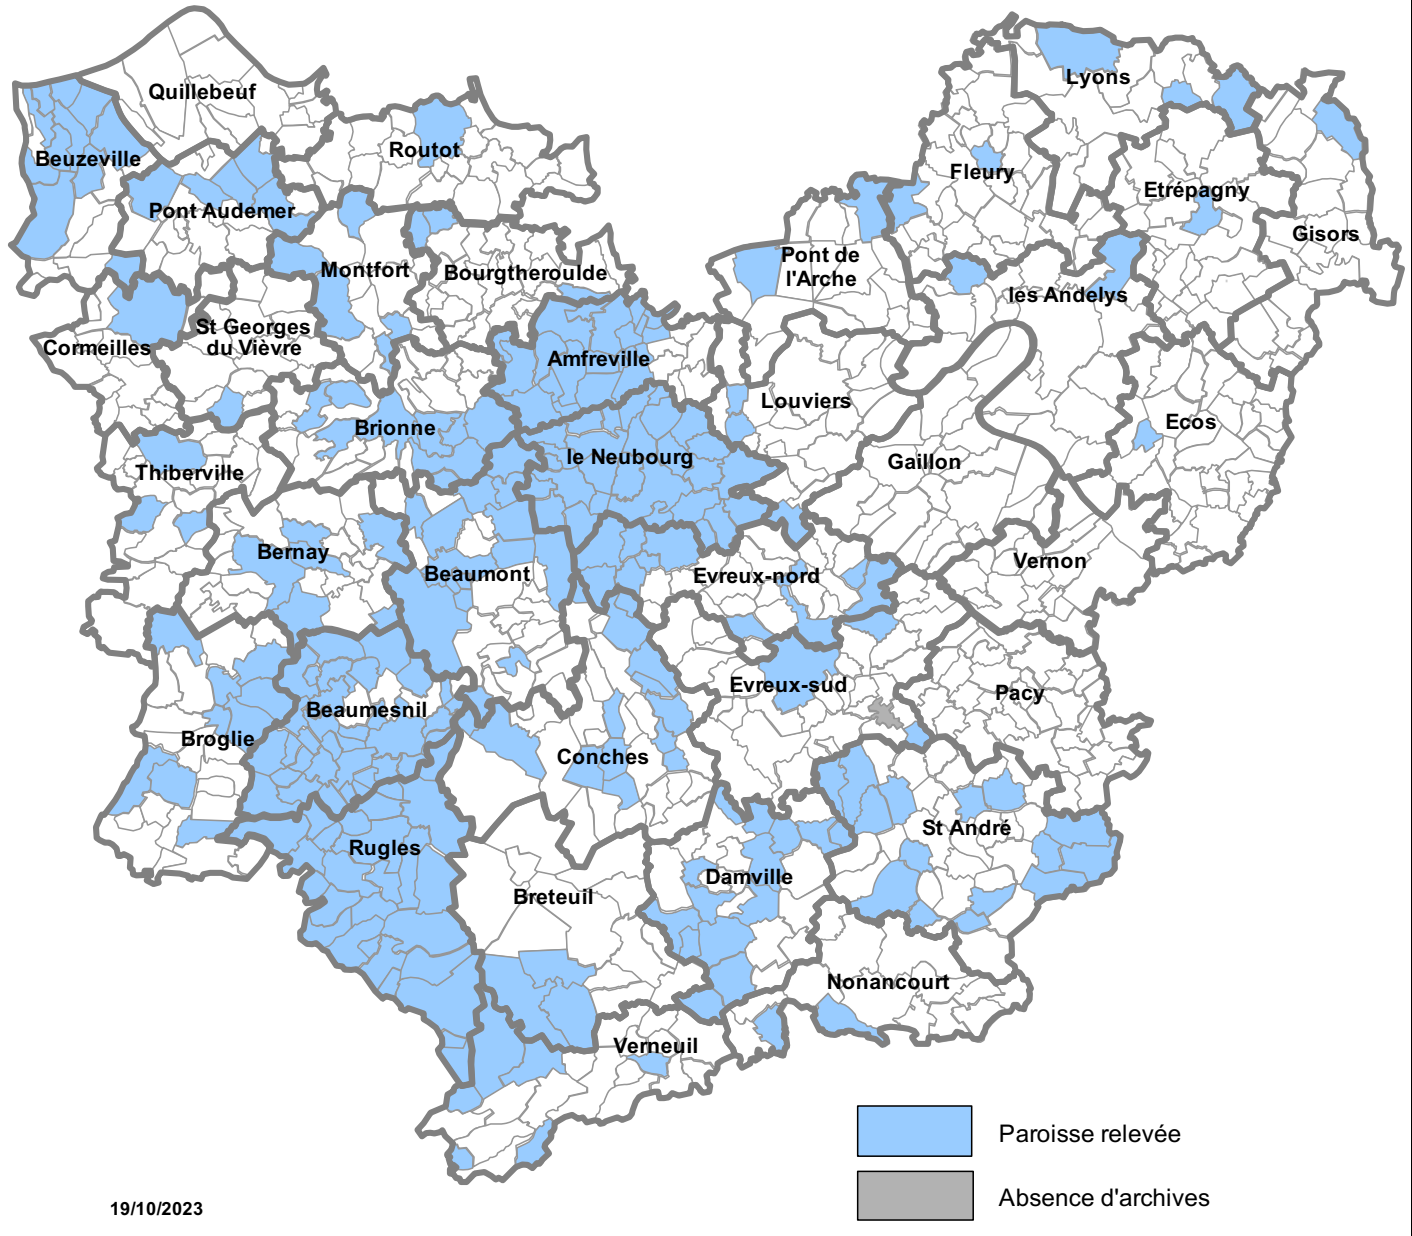 Quillebeuf
Lyons
Beuzeville
Routot
Fleury
Etrépagny
Pont Audemer
Gisors
Montfort
Bourgtheroulde
Pont de
l'Arche
les Andelys
St Georges
du Vièvre
Cormeilles
Amfreville
Louviers
Ecos
Brionne
le Neubourg
Gaillon
Thiberville
Bernay
Beaumont
Evreux-nord
Vernon
Evreux-sud
Pacy
Beaumesnil
Broglie
Conches
St André
Rugles
Damville
Breteuil
Nonancourt
Verneuil
Paroisse relevée
Absence d'archives
19/10/2023